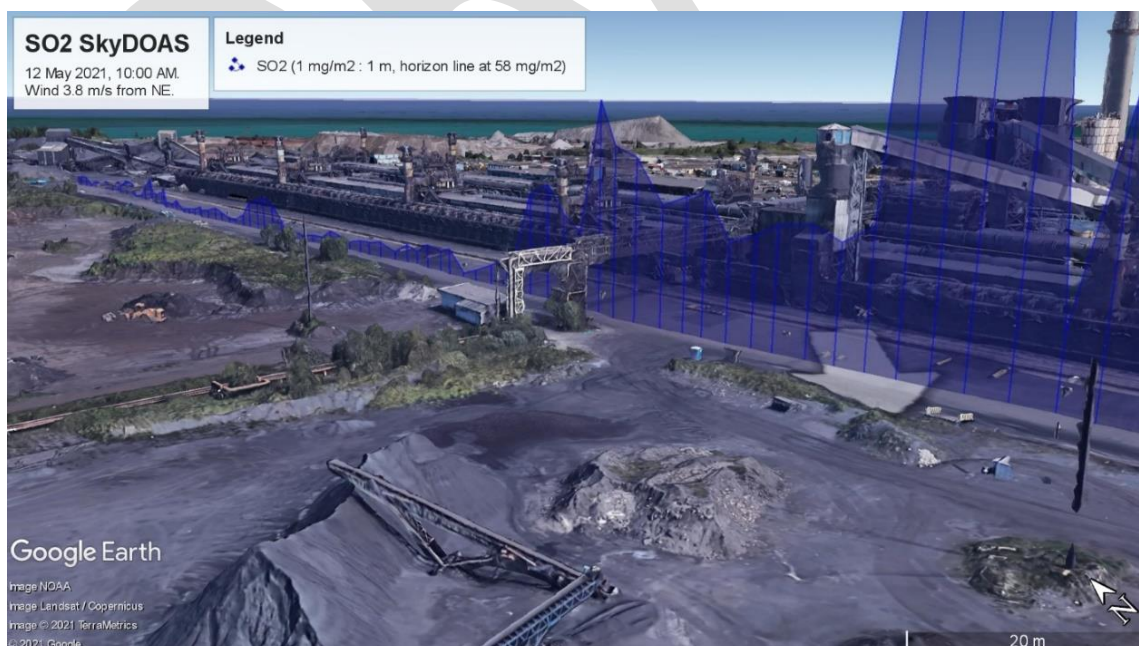 SO2 SkyDOAS
12 May 2021, 10:00 AM.
Wind 3.8 m/s from NE.
Legend
SO2 (1 mg/m2 : 1 m, horizon line at 58 mg/m2)
Google Earth
Image NOAA
Image Landsat / Copernicus
Image © 2021 TerraMetrics
© 2021 Google
N
20 m